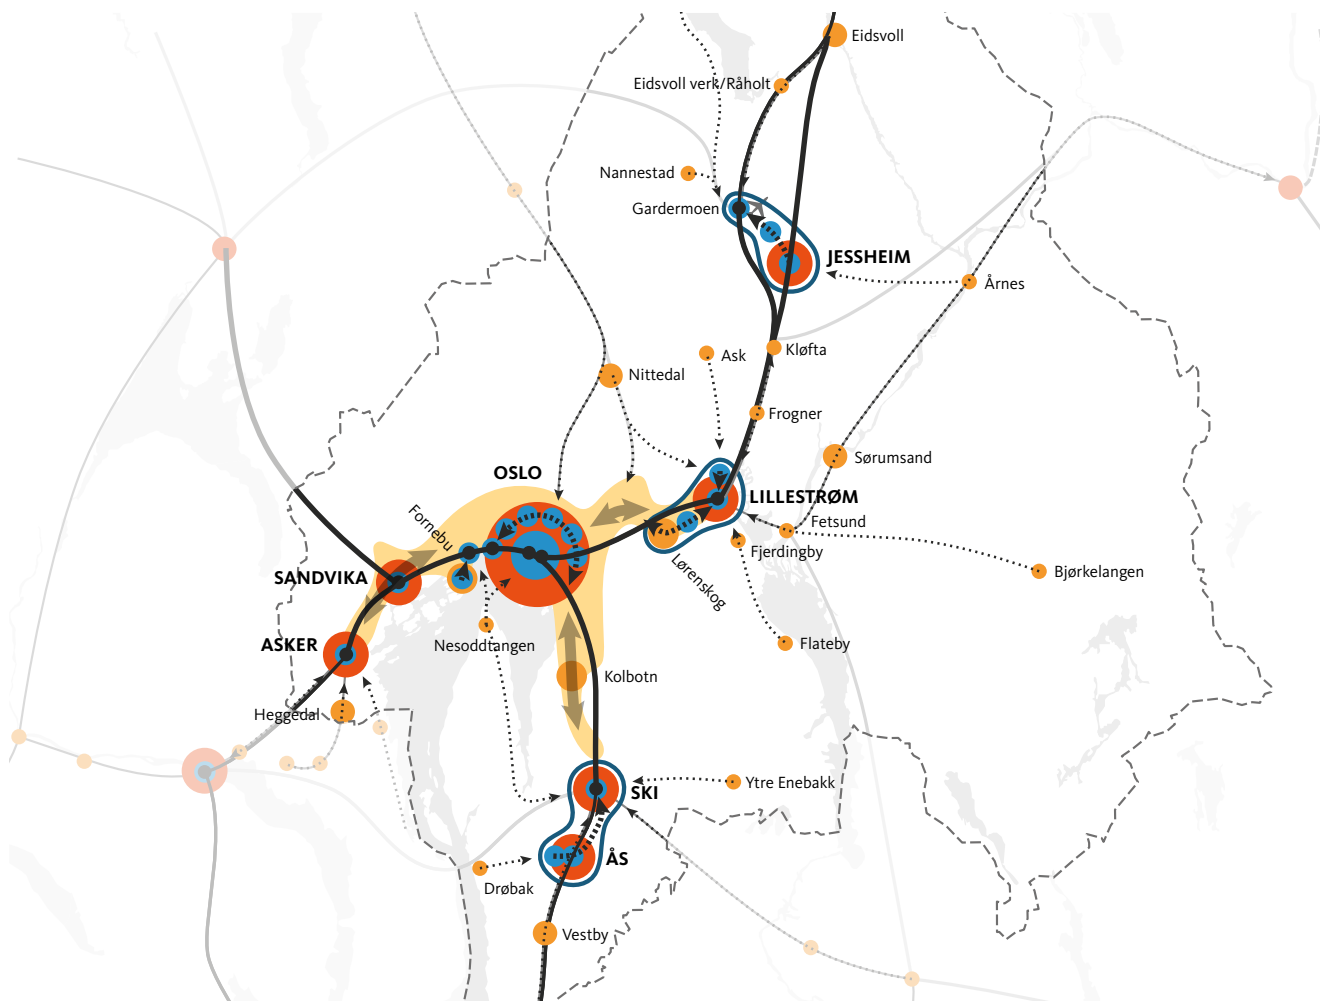 Eidsvoll
Eidsvoll verk/Råholt
Nannestad
Gardermoen
JESSHEIM
Årnes
Ask
Kløfta
Nittedal
Frogner
Sørumsand
OSLO
LILLESTRØM
Fornebu
Fetsund
Fjerdingby
Lørenskog
Bjørkelangen
SANDVIKA
ASKER
Nesoddtangen
Flateby
Kolbotn
Heggedal
Ytre Enebakk
SKI
ÅS
Drøbak
Vestby